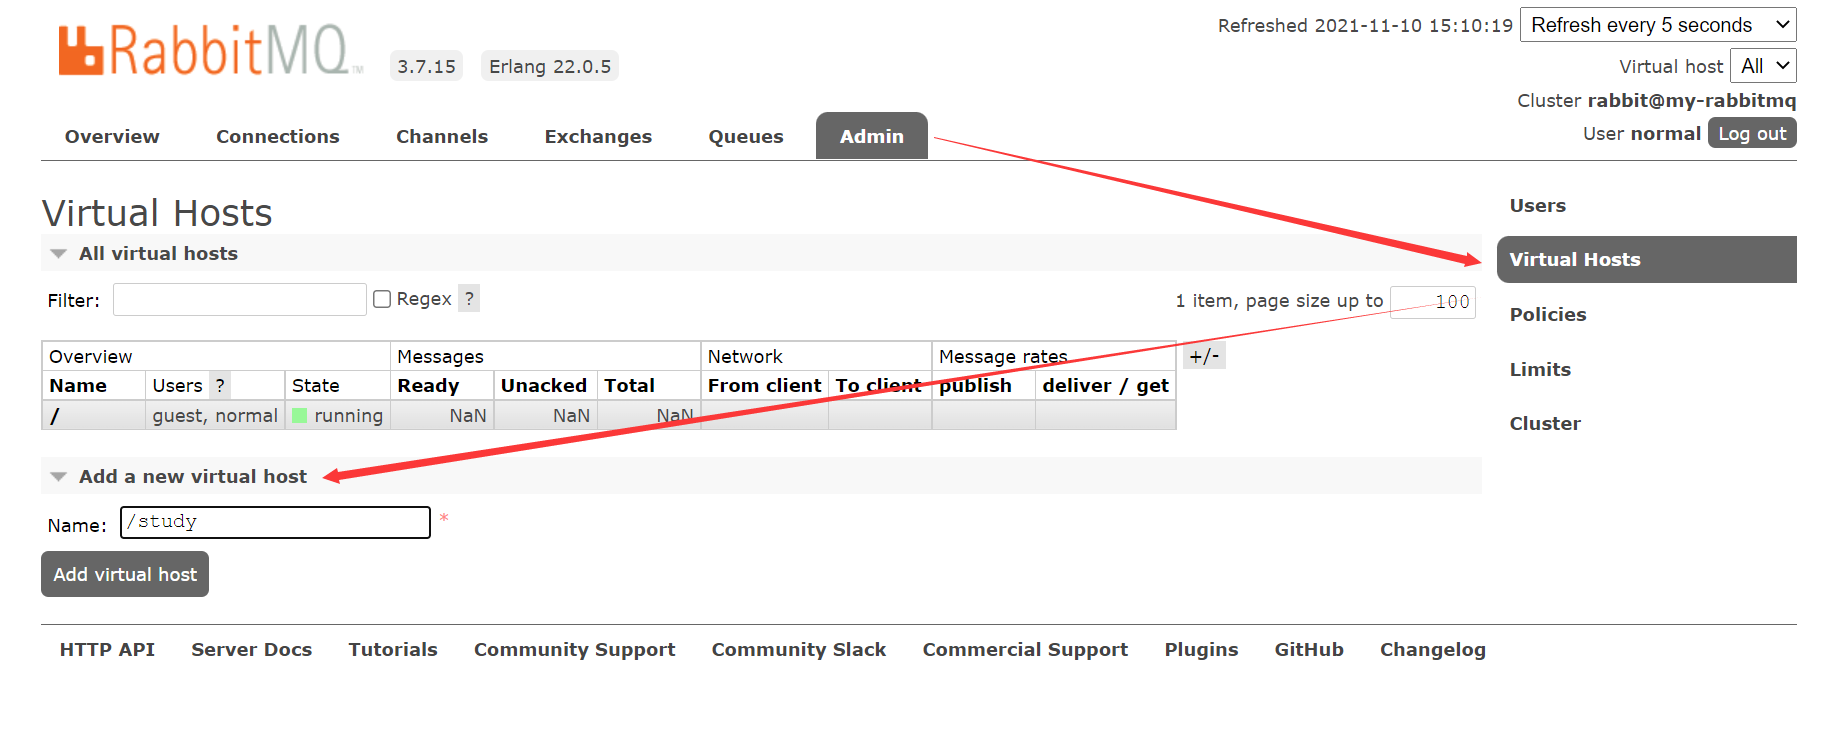 Refreshed 2021-11-10 15:10:19 Refresh every 5 seconds
RabbitMQ™ 3.7.15 Erlang 22.0.5
Virtual host All
Cluster rabbit@my-rabbitmq
User normal Log out
Overview Connections Channels Exchanges Queues Admin
Virtual Hosts
All virtual hosts
Filter: Regex ? 1 item, page size up to 100
Overview Messages Network Message rates +/-
Name Users ? State Ready Unacked Total From client To client publish deliver / get
/ guest, normal running NaN NaN NaN
Add a new virtual host
Name: /study *
Add virtual host
Users
Virtual Hosts
Policies
Limits
Cluster
HTTP API Server Docs Tutorials Community Support Community Slack Commercial Support Plugins GitHub Changelog